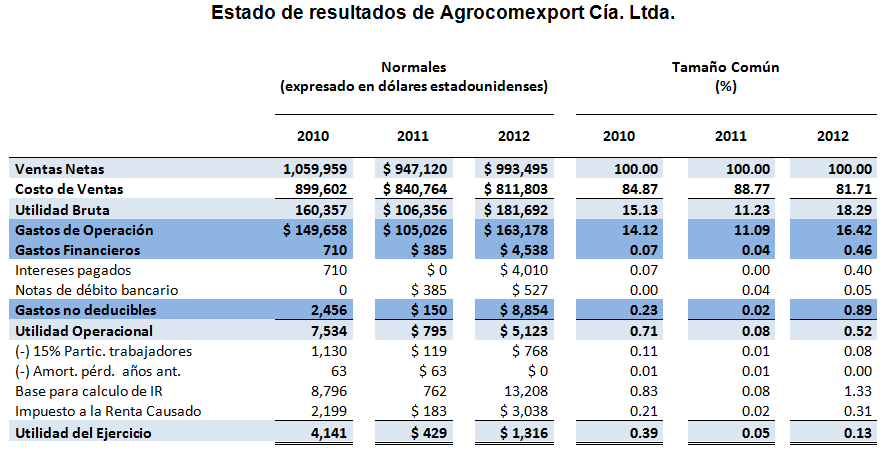 Estado de resultados de Agrocomexport Cía. Ltda.
Normales Tamaño Común
(expresado en dólares estadounidenses) (%)
2010 2011 2012 2010 2011 2012
Ventas Netas 1,059,959 $ 947,120 $ 993,495 100.00 100.00 100.00
Costo de Ventas 899,602 $ 840,764 $ 811,803 84.87 88.77 81.71
Utilidad Bruta 160,357 $ 106,356 $ 181,692 15.13 11.23 18.29
Gastos de Operación $ 149,658 $ 105,026 $ 163,178 14.12 11.09 16.42
Gastos Financieros 710 $ 385 $ 4,538 0.07 0.04 0.46
Intereses pagados 710 $ 0 $ 4,010 0.07 0.00 0.40
Notas de débito bancario 0 $ 385 $ 527 0.00 0.04 0.05
Gastos no deducibles 2,456 $ 150 $ 8,854 0.23 0.02 0.89
Utilidad Operacional 7,534 $ 795 $ 5,123 0.71 0.08 0.52
(-) 15% Partic. trabajadores 1,130 $ 119 $ 768 0.11 0.01 0.08
(-) Amort. pérd. años ant. 63 $ 63 $ 0 0.01 0.01 0.00
Base para calculo de IR 8,796 762 13,208 0.83 0.08 1.33
Impuesto a la Renta Causado 2,199 $ 183 $ 3,038 0.21 0.02 0.31
Utilidad del Ejercicio 4,141 $ 429 $ 1,316 0.39 0.05 0.13